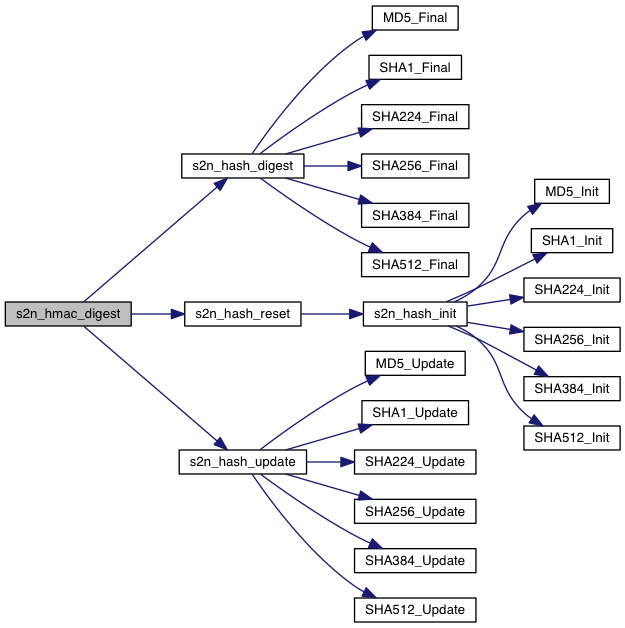 MD5_Final
SHA1_Final
SHA224_Final
s2n_hash_digest
SHA256_Final
MD5_Init
SHA384_Final
SHA1_Init
SHA512_Final
SHA224_Init
s2n_hmac_digest
s2n_hash_reset
s2n_hash_init
SHA256_Init
MD5_Update
SHA384_Init
SHA1_Update
SHA512_Init
s2n_hash_update
SHA224_Update
SHA256_Update
SHA384_Update
SHA512_Update